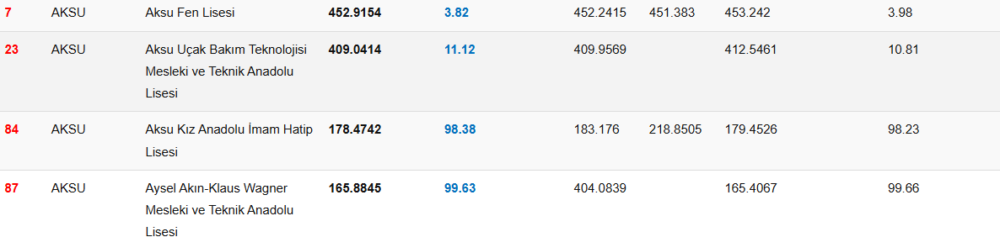 7 AKSU Aksu Fen Lisesi 452.9154 3.82 452.2415 451.383 453.242 3.98
23 AKSU Aksu Uçak Bakım Teknolojisi 409.0414 11.12 409.9569 412.5461 10.81
Mesleki ve Teknik Anadolu
Lisesi
84 AKSU Aksu Kız Anadolu İmam Hatip 178.4742 98.38 183.176 218.8505 179.4526 98.23
Lisesi
87 AKSU Aysel Akın-Klaus Wagner 165.8845 99.63 404.0839 165.4067 99.66
Mesleki ve Teknik Anadolu
Lisesi